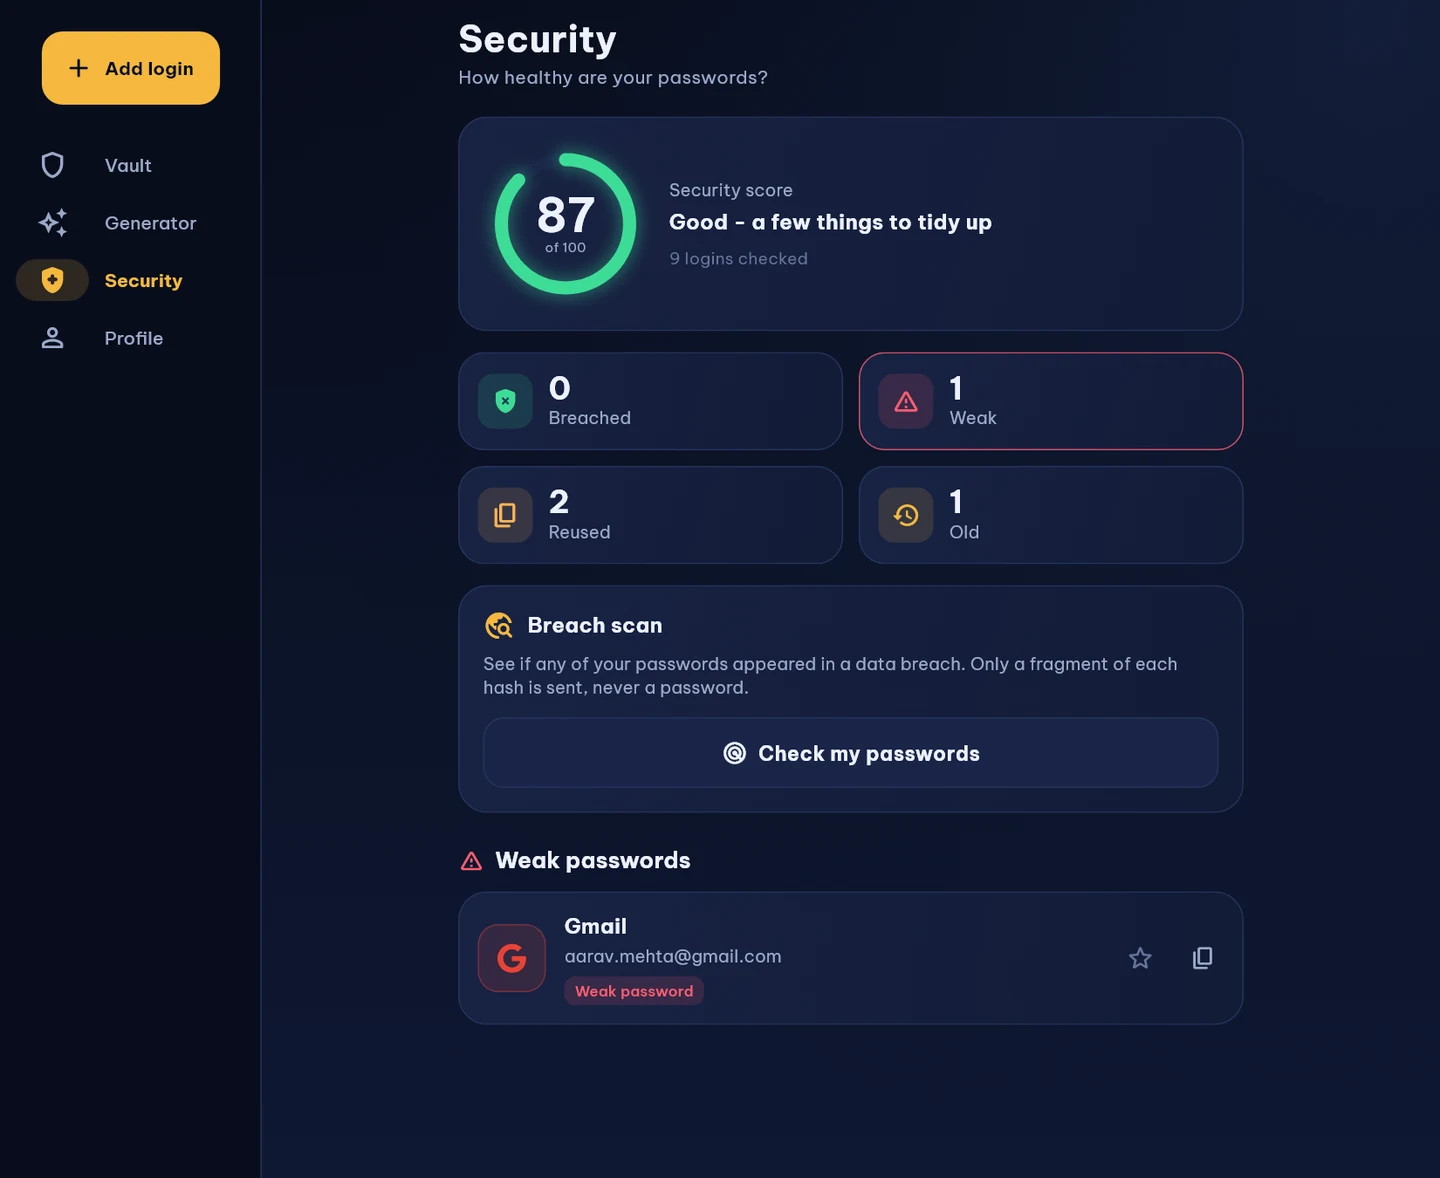 Add login
Vault
Generator
Security
Profile
Security
How healthy are your passwords?
87
of 100
Security score
Good - a few things to tidy up
9 logins checked
0
Breached
1
Weak
2
Reused
1
Old
Breach scan
See if any of your passwords appeared in a data breach. Only a fragment of each
hash is sent, never a password.
Check my passwords
Weak passwords
G
Gmail
aarav.mehta@gmail.com
Weak password